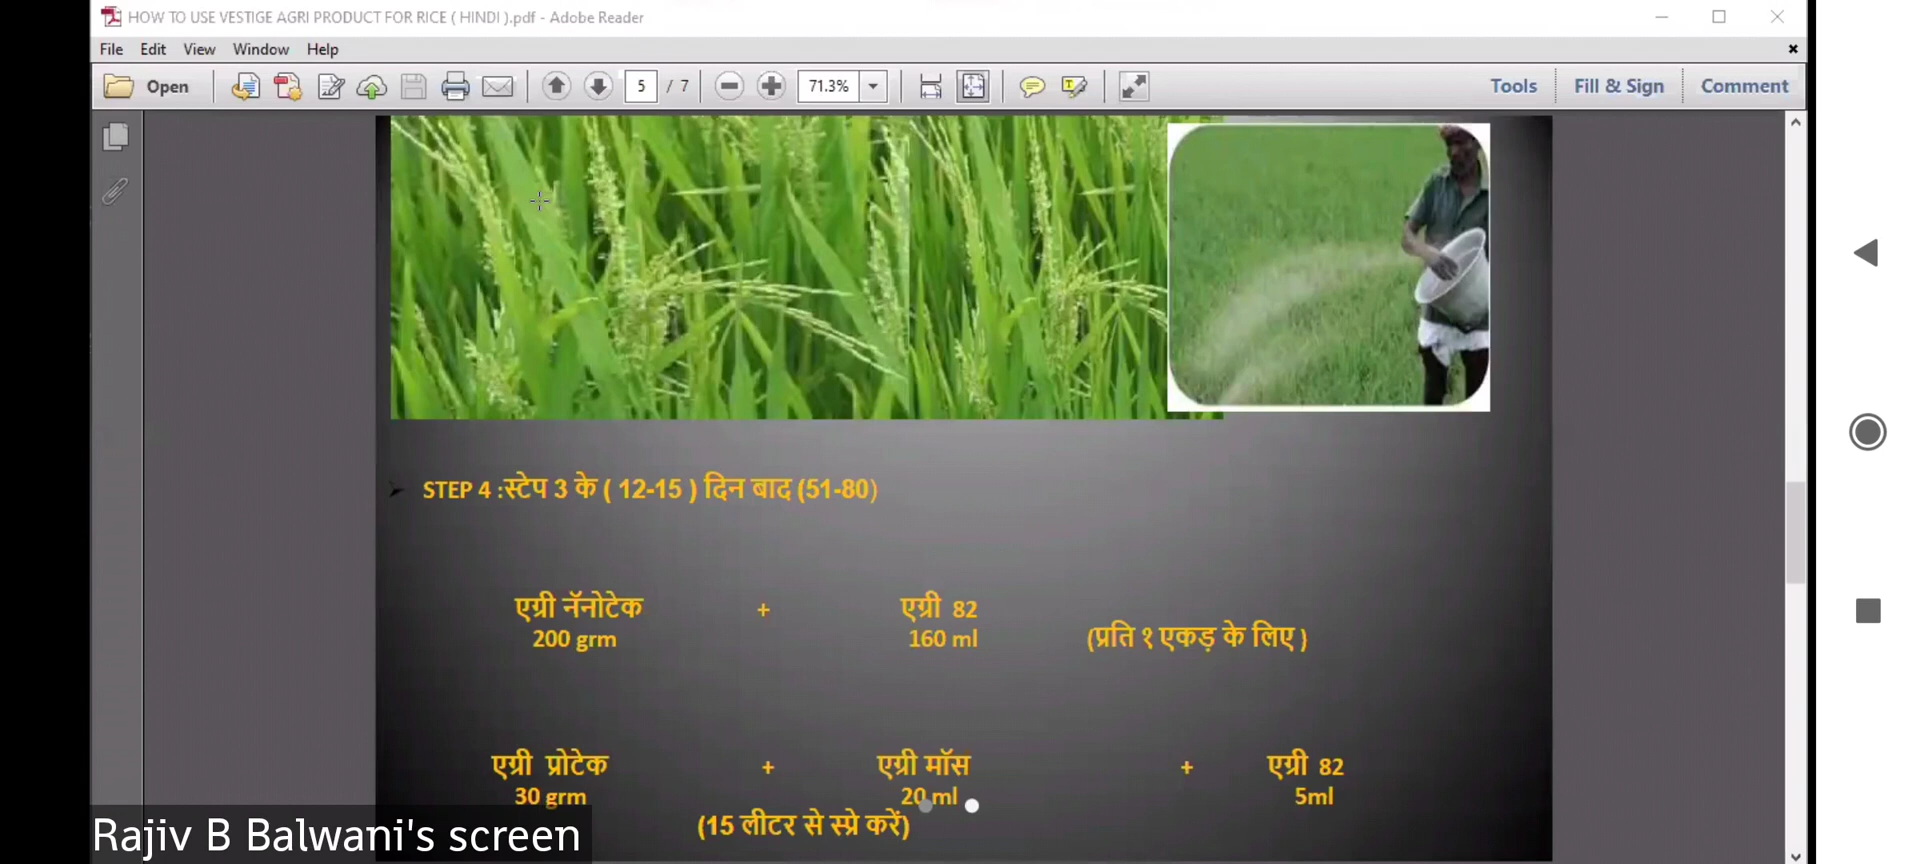 HOW TO USE VESTIGE AGRI PRODUCT FOR RICE ( HINDI ).pdf - Adobe Reader
File Edit View Window Help
Open 5 / 7 71.3% Tools Fill & Sign Comment
STEP 4 :स्टेप 3 के ( 12-15 ) दिन बाद (51-80)
एग्री नॅनोटेक + एग्री 82
200 grm 160 ml (प्रति १ एकड़ के लिए )
एग्री प्रोटेक + एग्री मॉस + एग्री 82
30 grm 20 ml 5ml
(15 लीटर से स्प्रे करें)
Rajiv B Balwani's screen